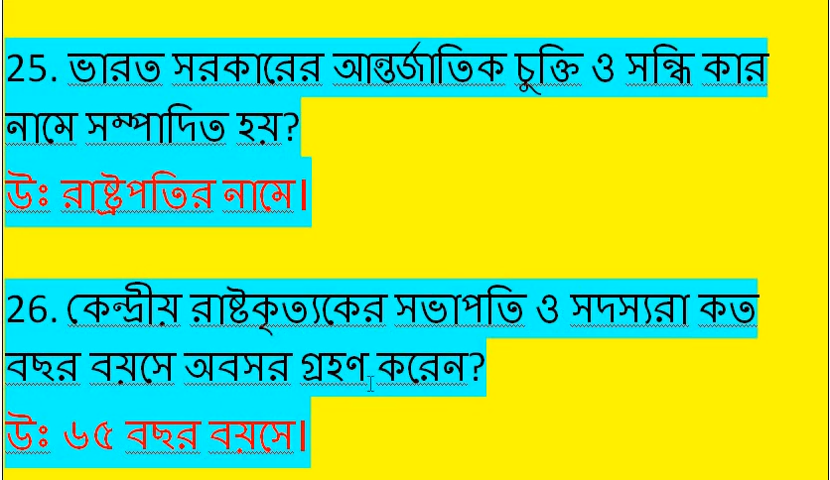 25. ভারত সরকারের আন্তর্জাতিক চুক্তি ও সন্ধি কার
নামে সম্পাদিত হয়?
উঃ রাষ্ট্রপতির নামে।
26. কেন্দ্রীয় রাষ্টকৃত্যকের সভাপতি ও সদস্যরা কত
বছর বয়সে অবসর গ্রহণ করেন?
উঃ ৬৫ বছর বয়সে।